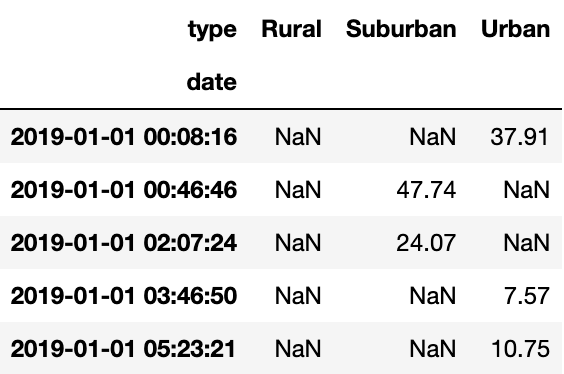 type Rural Suburban Urban
date
2019-01-01 00:08:16 NaN NaN 37.91
2019-01-01 00:46:46 NaN 47.74 NaN
2019-01-01 02:07:24 NaN 24.07 NaN
2019-01-01 03:46:50 NaN NaN 7.57
2019-01-01 05:23:21 NaN NaN 10.75